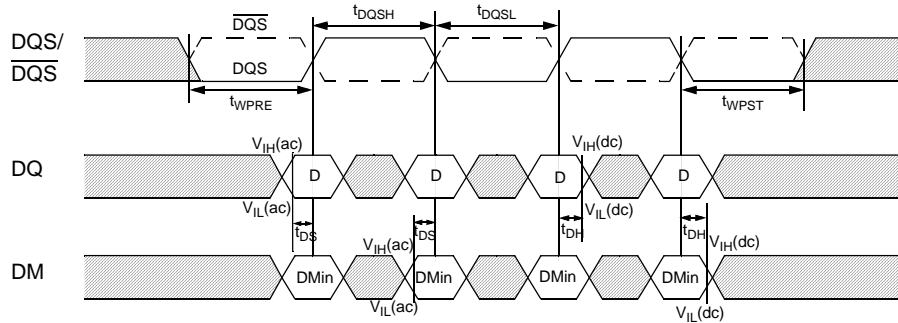 tDQSH tDQSL
DQS
DQS/
DQS
DQS
tWPRE tWPST
VIH(ac) VIH(dc)
DQ D D D D
VIL(ac) VIL(dc)
tDS tDS tDH tDH
VIH(ac) VIH(dc)
DM DMin DMin DMin DMin
VIL(ac) VIL(dc)